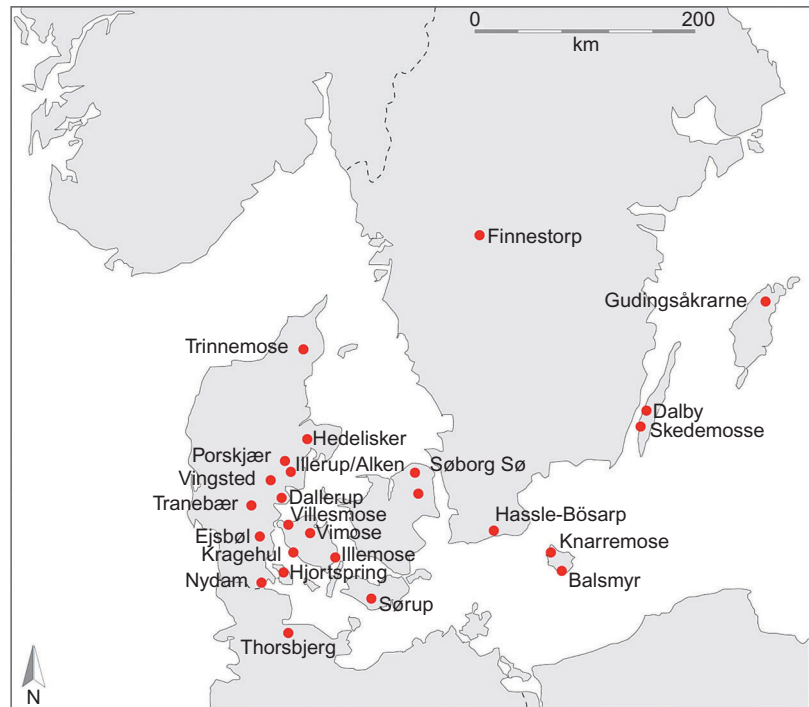 0 200
km
Finnestorp
Gudingsåkrarne
Trinnemose
Dalby
Skedemosse
Hedelisker
Porskjær
Illerup/Alken
Søborg Sø
Vingsted
Dallerup
Tranebær
Villesmose
Hassle-Bösarp
Vimose
Ejsbøl
Knarremose
Kragehul
Illemose
Hjortspring
Balsmyr
Nydam
Sørup
Thorsbjerg
N